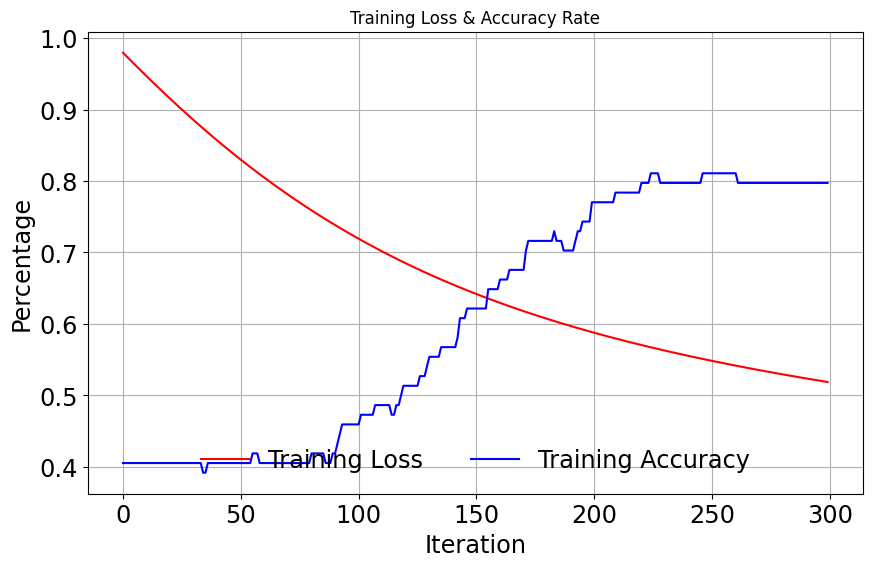 Training Loss & Accuracy Rate
1.0
0.9
0.8
0.7
0.6
0.5
0.4
Percentage
Training Loss Training Accuracy
0 50 100 150 200 250 300
Iteration